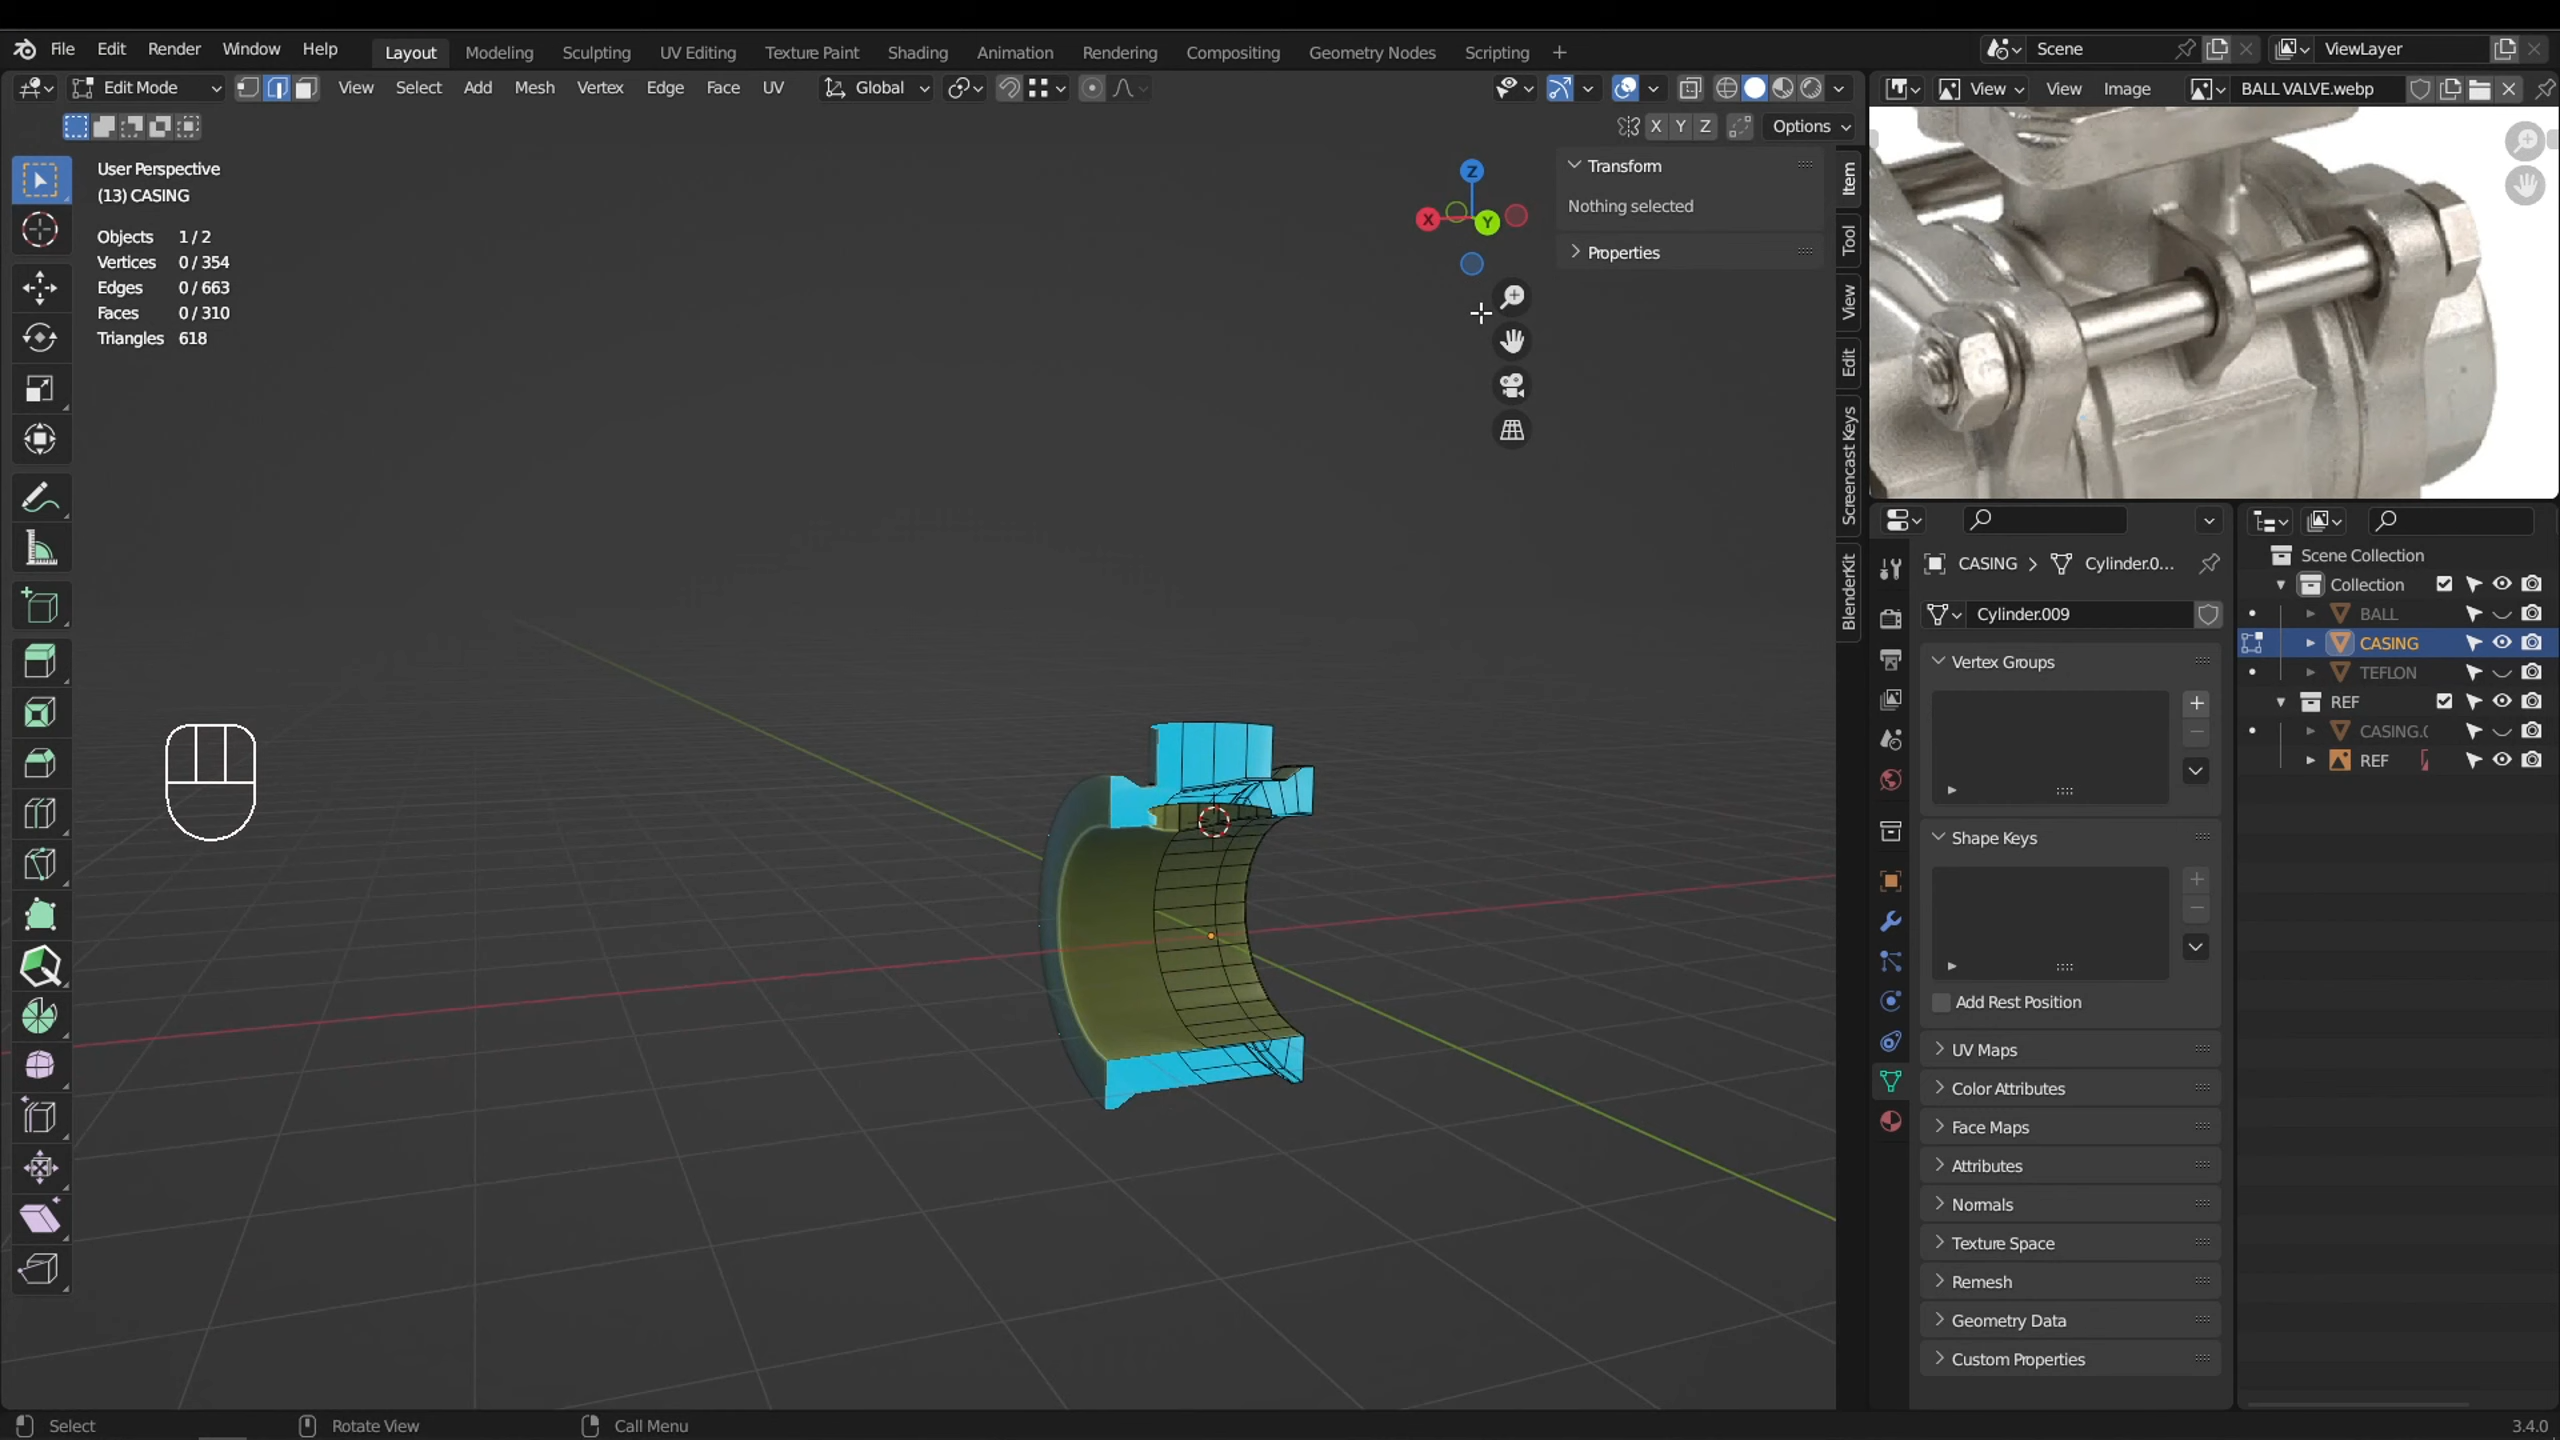 File Edit Render Window Help Layout Modeling Sculpting UV Editing Texture Paint Shading Animation Rendering Compositing Geometry Nodes Scripting + Scene ViewLayer
Edit Mode View Select Add Mesh Vertex Edge Face UV Global View View Image BALL VALVE.webp
X Y Z Options
User Perspective
(13) CASING
Objects 1 / 2
Vertices 0 / 354
Edges 0 / 663
Faces 0 / 310
Triangles 618
Z
X
Y
Transform
Nothing selected
Properties
Item
Tool
View
Edit
Screencast Keys
BlenderKit
CASING > Cylinder.0...
Cylinder.009
Vertex Groups
Shape Keys
Add Rest Position
UV Maps
Color Attributes
Face Maps
Attributes
Normals
Texture Space
Remesh
Geometry Data
Custom Properties
Scene Collection
Collection
BALL
CASING
TEFLON
REF
CASING.0
REF
Select Rotate View Call Menu 3.4.0